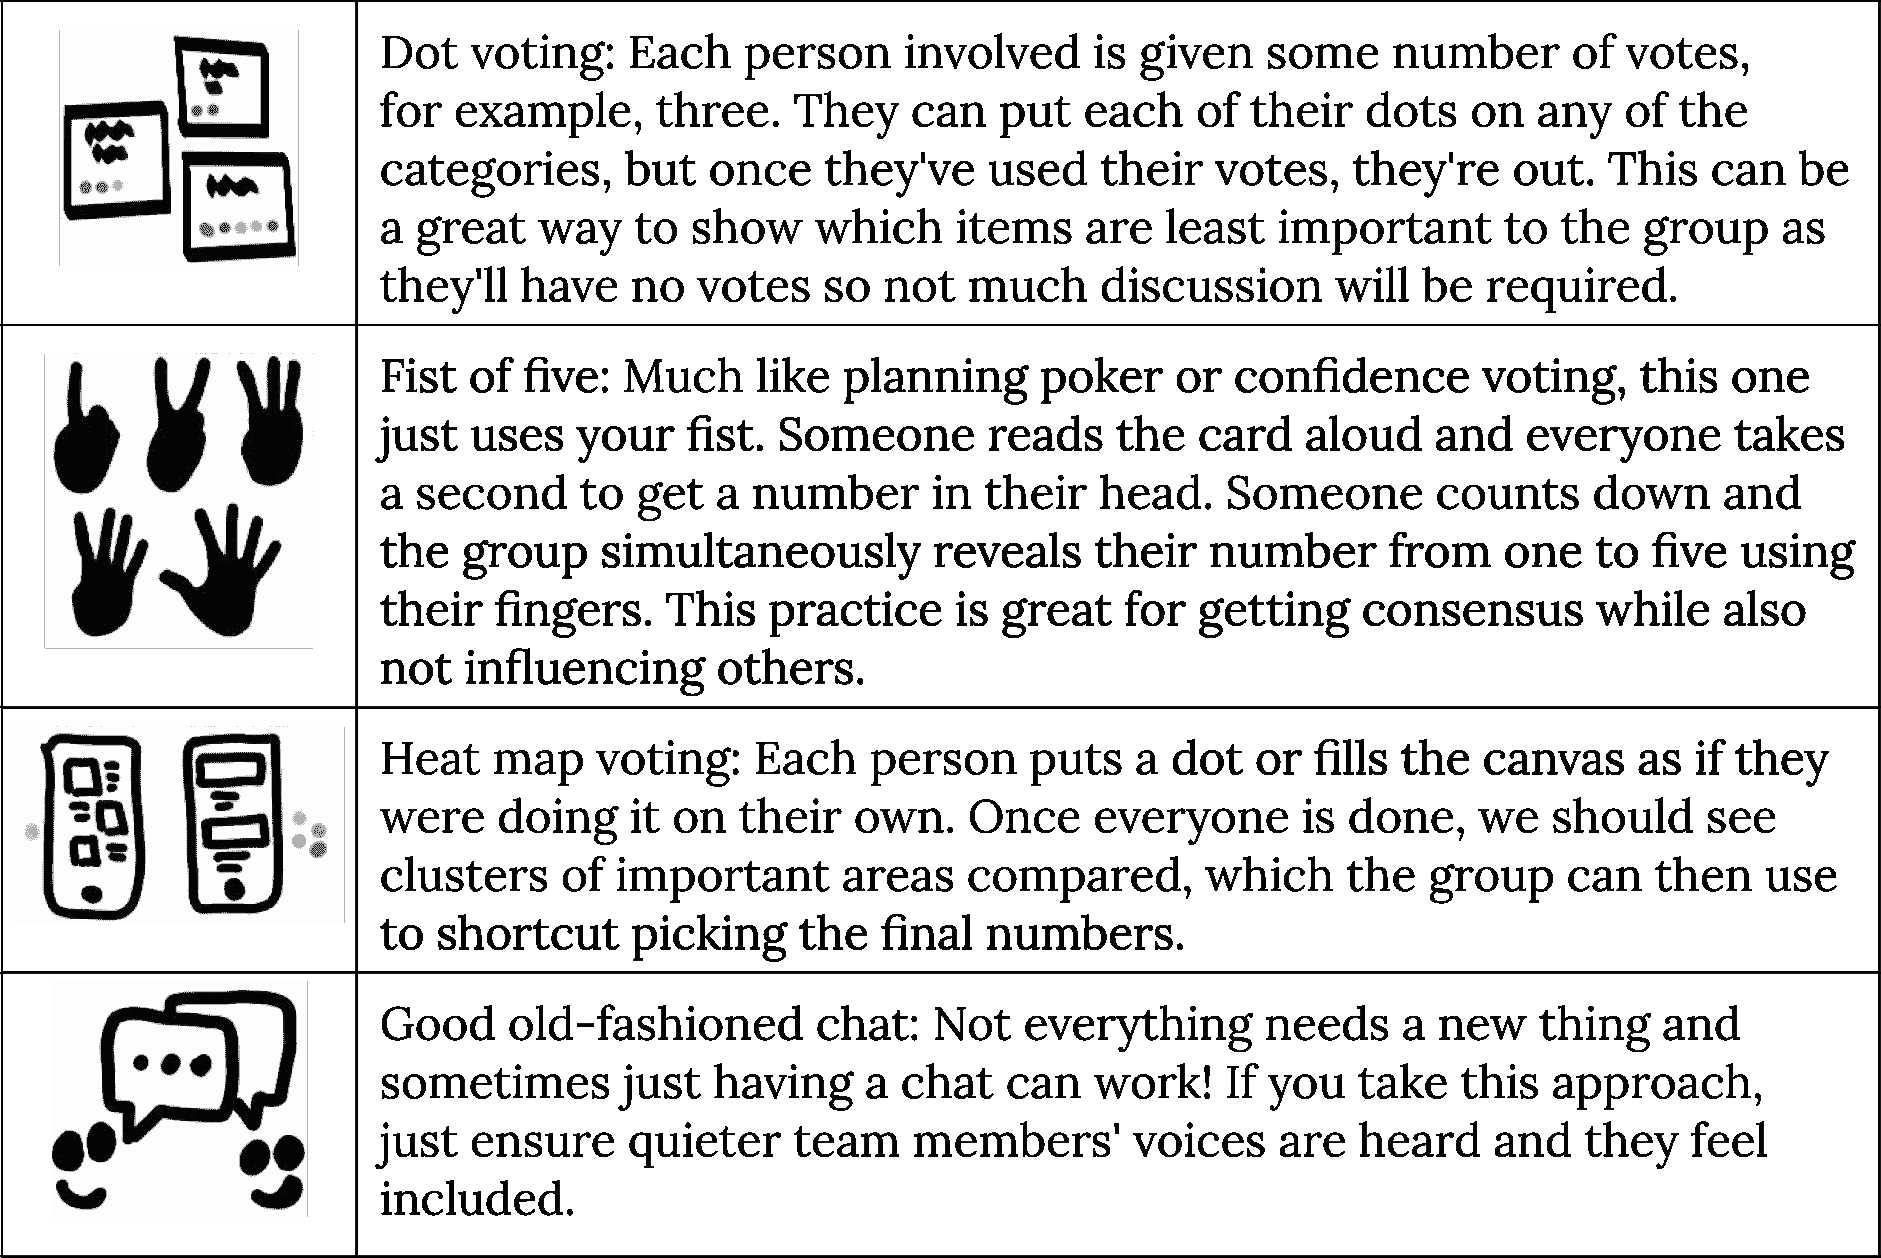 Dot voting: Each person involved is given some number of votes,
for example, three. They can put each of their dots on any of the
categories, but once they've used their votes, they're out. This can be
a great way to show which items are least important to the group as
they'll have no votes so not much discussion will be required.
Fist of five: Much like planning poker or confidence voting, this one
just uses your fist. Someone reads the card aloud and everyone takes
a second to get a number in their head. Someone counts down and
the group simultaneously reveals their number from one to five using
their fingers. This practice is great for getting consensus while also
not influencing others.
Heat map voting: Each person puts a dot or fills the canvas as if they
were doing it on their own. Once everyone is done, we should see
clusters of important areas compared, which the group can then use
to shortcut picking the final numbers.
Good old-fashioned chat: Not everything needs a new thing and
sometimes just having a chat can work! If you take this approach,
just ensure quieter team members' voices are heard and they feel
included.